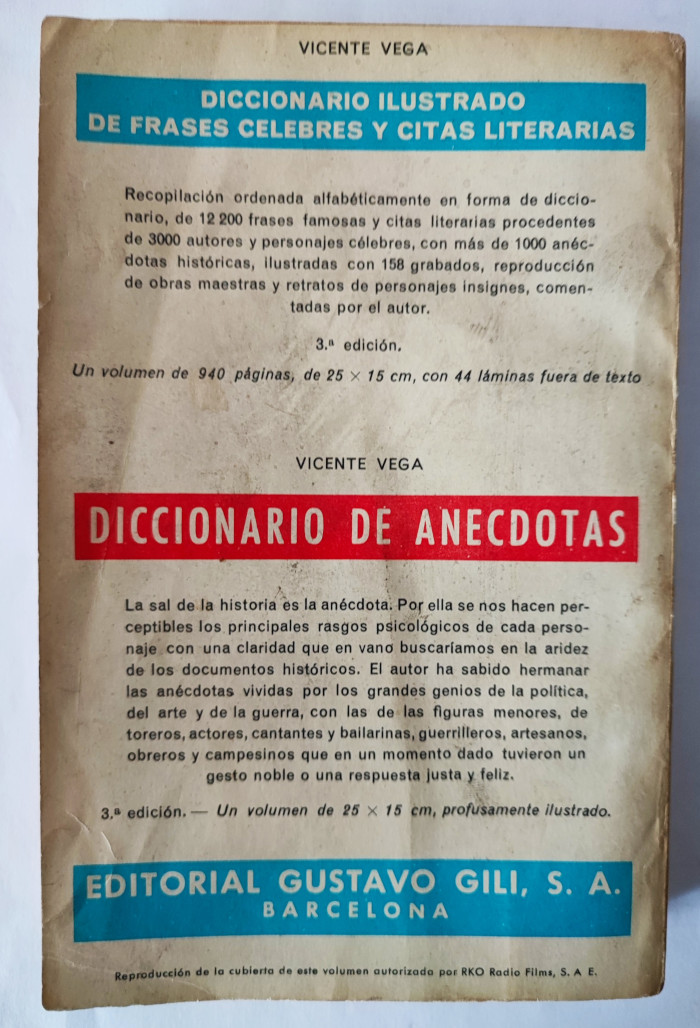 VICENTE VEGA
DICCIONARIO ILUSTRADO
DE FRASES CELEBRES Y CITAS LITERARIAS
Recopilación ordenada alfabéticamente en forma de diccio-
nario, de 12 200 frases famosas y citas literarias procedentes
de 3000 autores y personajes célebres, con más de 1000 anéc-
dotas históricas, ilustradas con 158 grabados, reproducción
de obras maestras y retratos de personajes insignes, comen-
tadas por el autor.
3.ª edición.
Un volumen de 940 páginas, de 25 × 15 cm, con 44 láminas fuera de texto
VICENTE VEGA
DICCIONARIO DE ANECDOTAS
La sal de la historia es la anécdota. Por ella se nos hacen per-
ceptibles los principales rasgos psicológicos de cada perso-
naje con una claridad que en vano buscaríamos en la aridez
de los documentos históricos. El autor ha sabido hermanar
las anécdotas vividas por los grandes genios de la política,
del arte y de la guerra, con las de las figuras menores, de
toreros, actores, cantantes y bailarinas, guerrilleros, artesanos,
obreros y campesinos que en un momento dado tuvieron un
gesto noble o una respuesta justa y feliz.
3.ª edición. — Un volumen de 25 × 15 cm, profusamente ilustrado.
EDITORIAL GUSTAVO GILI, S. A.
BARCELONA
Reproducción de la cubierta de este volumen autorizada por RKO Radio Films, S. A E.